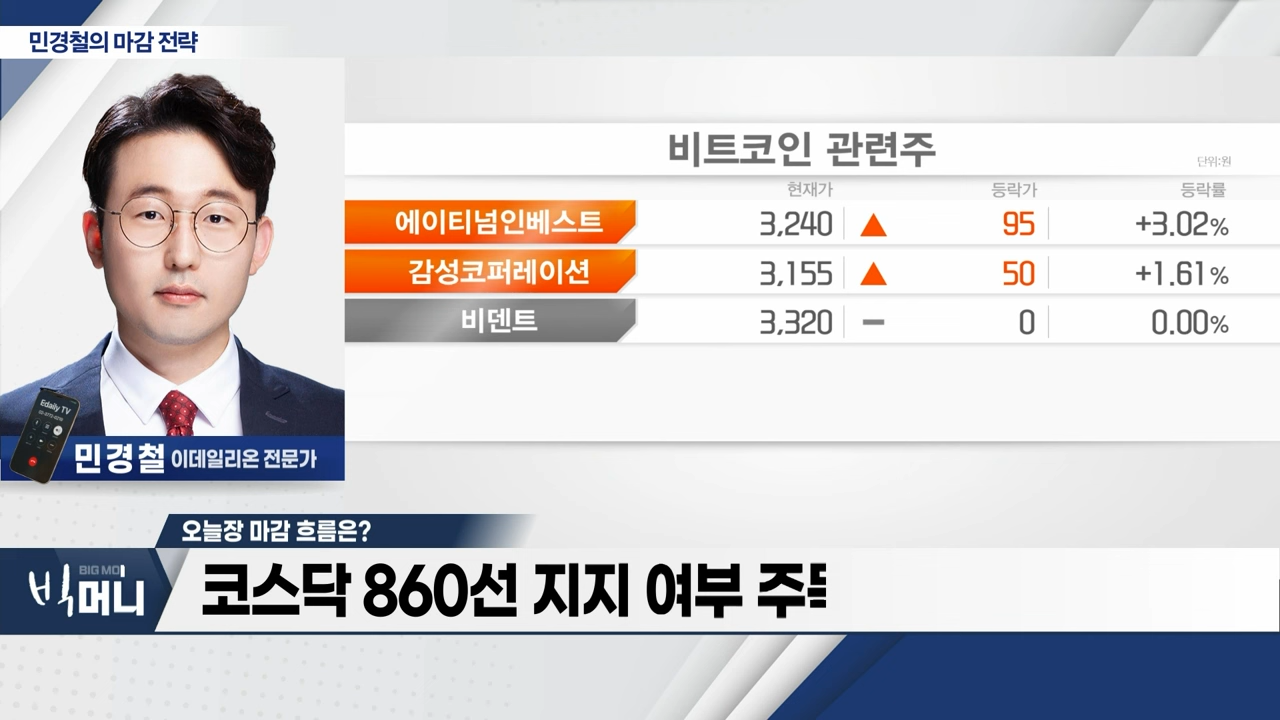 민경철의 마감 전략
비트코인 관련주
단위:원
현재가 등락가 등락률
에이티넘인베스트 3,240 ▲ 95 +3.02%
감성코퍼레이션 3,155 ▲ 50 +1.61%
비덴트 3,320 - 0 0.00%
Edaily TV
민경철 이데일리온 전문가
오늘장 마감 흐름은?
BIG MO
빅머니
코스닥 860선 지지 여부